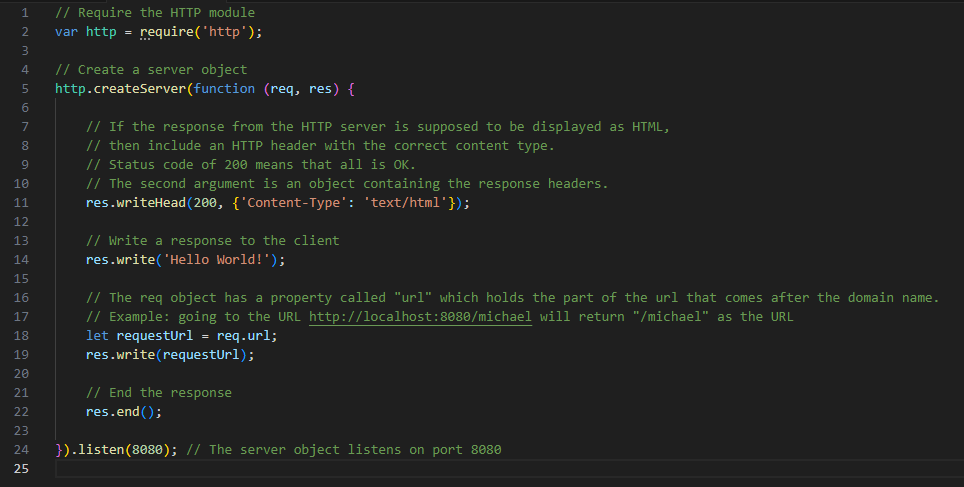 1 // Require the HTTP module
2 var http = require('http');
3
4 // Create a server object
5 http.createServer(function (req, res) {
6
7 // If the response from the HTTP server is supposed to be displayed as HTML,
8 // then include an HTTP header with the correct content type.
9 // Status code of 200 means that all is OK.
10 // The second argument is an object containing the response headers.
11 res.writeHead(200, {'Content-Type': 'text/html'});
12
13 // Write a response to the client
14 res.write('Hello World!');
15
16 // The req object has a property called "url" which holds the part of the url that comes after the domain name.
17 // Example: going to the URL http://localhost:8080/michael will return "/michael" as the URL
18 let requestUrl = req.url;
19 res.write(requestUrl);
20
21 // End the response
22 res.end();
23
24 }).listen(8080); // The server object listens on port 8080
25